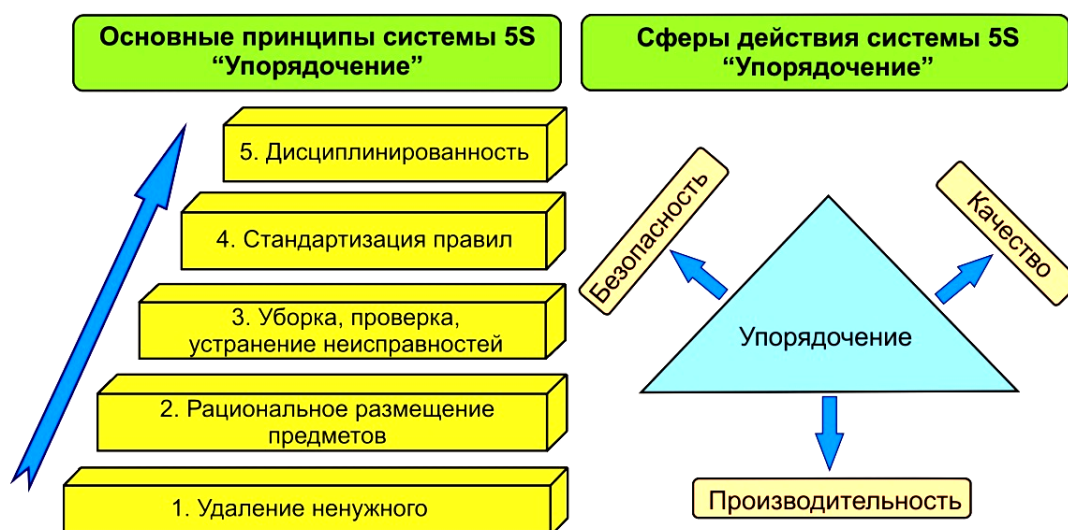 Основные принципы системы 5S
“Упорядочение”
5. Дисциплинированность
4. Стандартизация правил
3. Уборка, проверка,
устранение неисправностей
2. Рациональное размещение
предметов
1. Удаление ненужного
Сферы действия системы 5S
“Упорядочение”
Безопасность
Качество
Упорядочение
Производительность